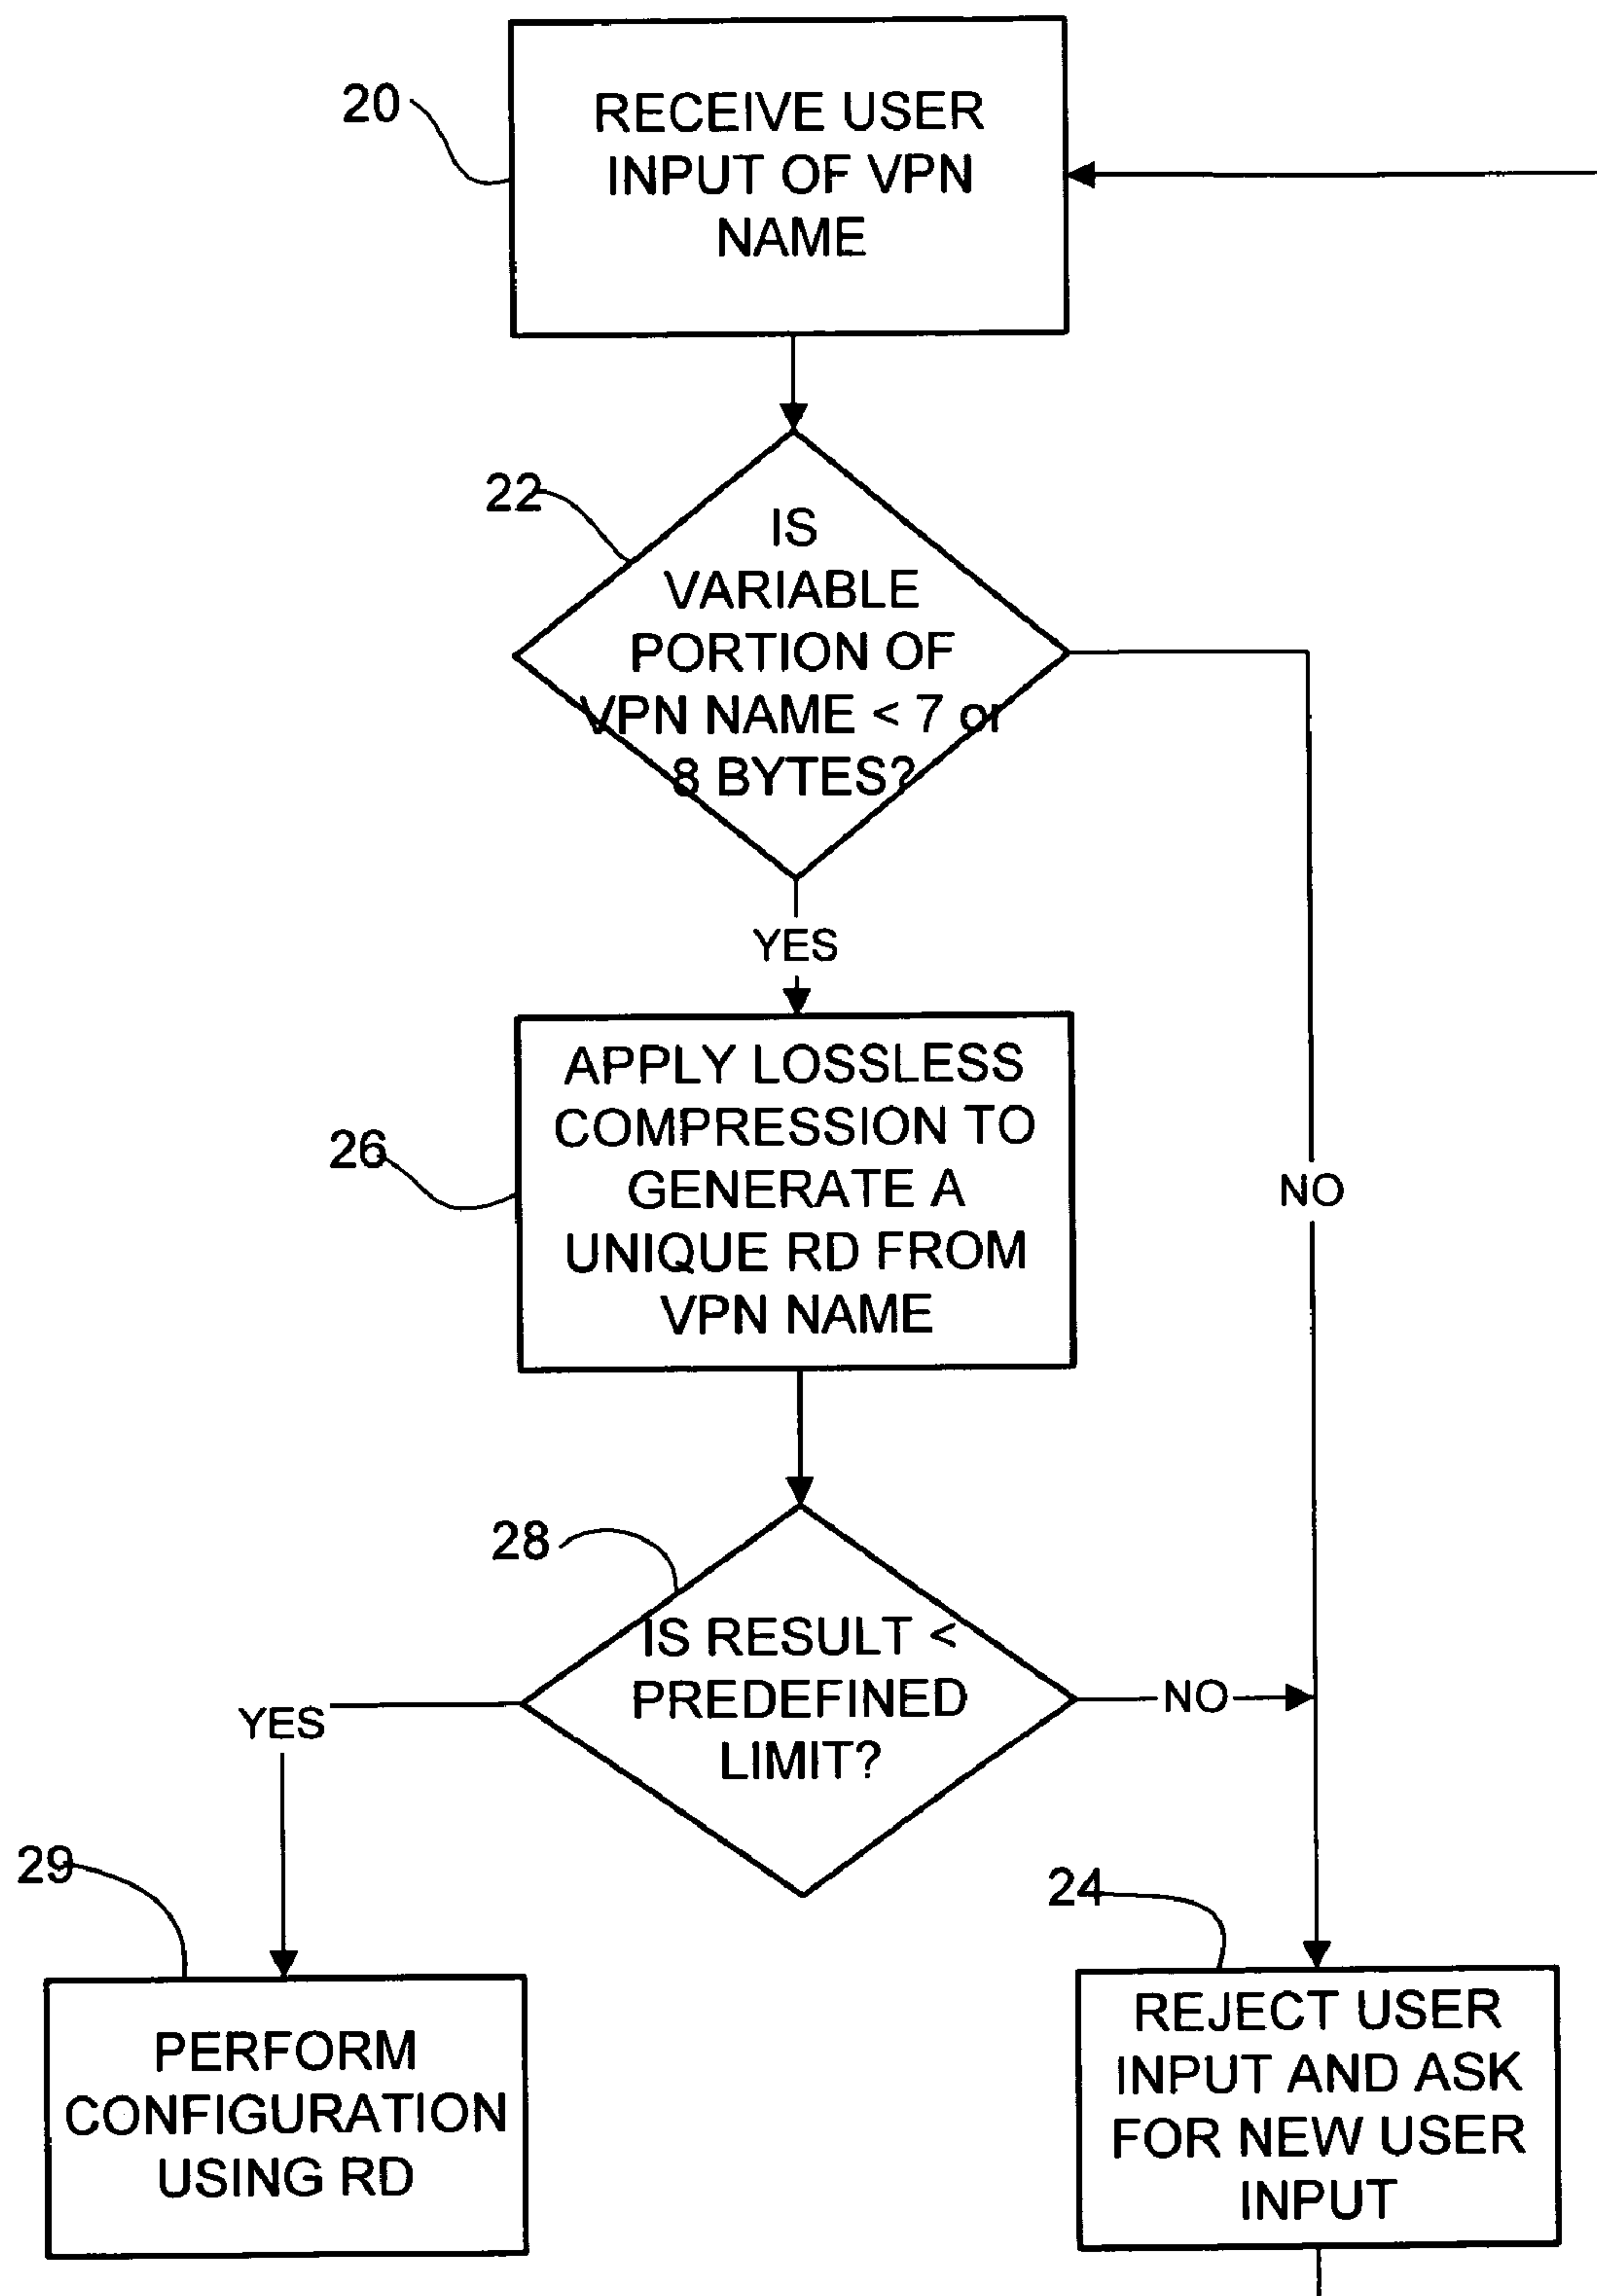 20
RECEIVE USER
INPUT OF VPN
NAME
22
IS
VARIABLE
PORTION OF
VPN NAME < 7 or
8 BYTES?
YES
26
APPLY LOSSLESS
COMPRESSION TO
GENERATE A
UNIQUE RD FROM
VPN NAME
NO
28
IS RESULT <
PREDEFINED
LIMIT?
YES
NO
29
PERFORM
CONFIGURATION
USING RD
24
REJECT USER
INPUT AND ASK
FOR NEW USER
INPUT